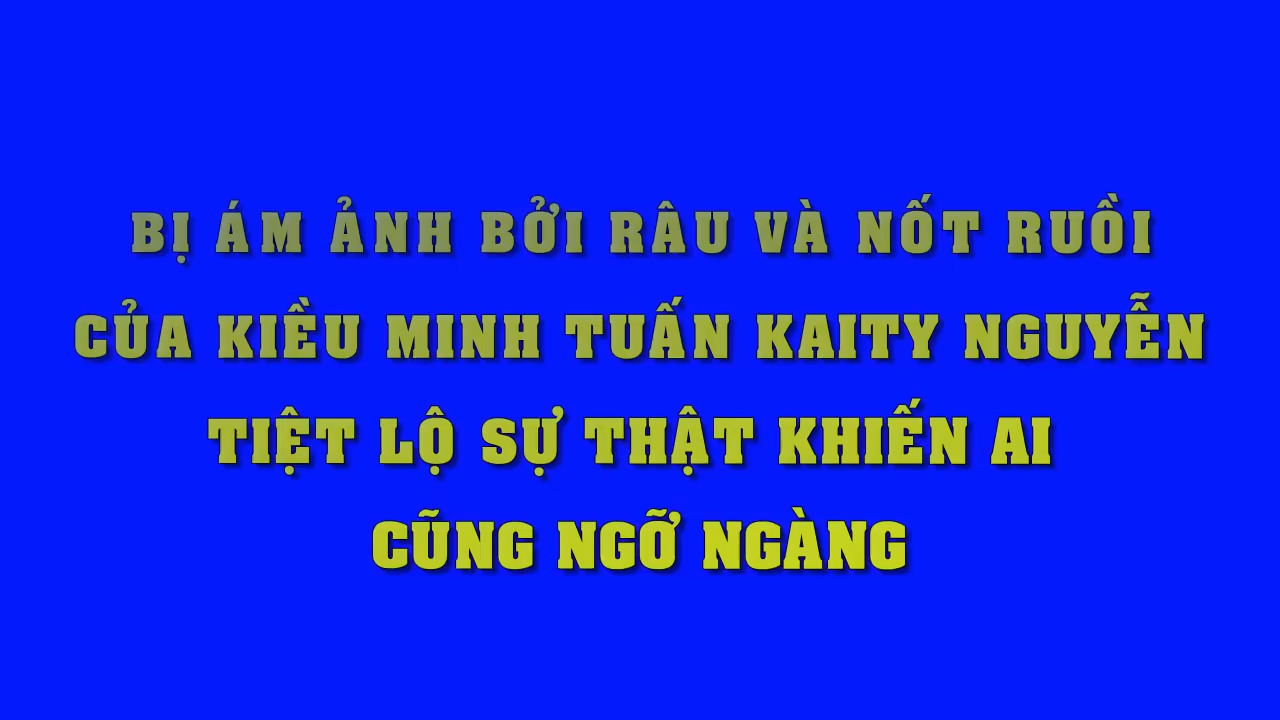 BỊ ÁM ẢNH BỞI RÂU VÀ NỐT RUỒI
CỦA KIỀU MINH TUẤN KAITY NGUYỄN
TIỆT LỘ SỰ THẬT KHIẾN AI
CŨNG NGỠ NGÀNG